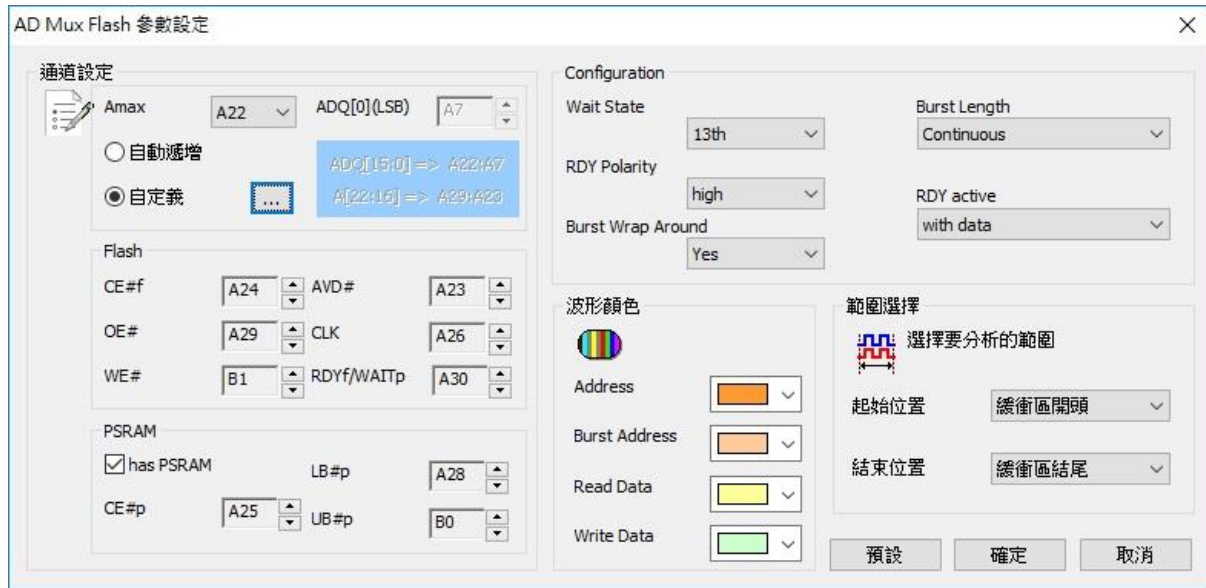 AD Mux Flash 參數設定
通道設定
Amax A22 ADQ[0](LSB) A7
自動遞增
自定義 ...
ADQ[15:0] => A22:A7
A[22:16] => A29:A23
Flash
CE#f A24 AVD# A23
OE# A29 CLK A26
WE# B1 RDYf/WAITp A30
PSRAM
has PSRAM
LB#p A28
CE#p A25 UB#p B0
Configuration
Wait State
13th
Burst Length
Continuous
RDY Polarity
high
RDY active
with data
Burst Wrap Around
Yes
波形顏色
Address
Burst Address
Read Data
Write Data
範圍選擇
選擇要分析的範圍
起始位置 緩衝區開頭
結束位置 緩衝區結尾
預設 確定 取消